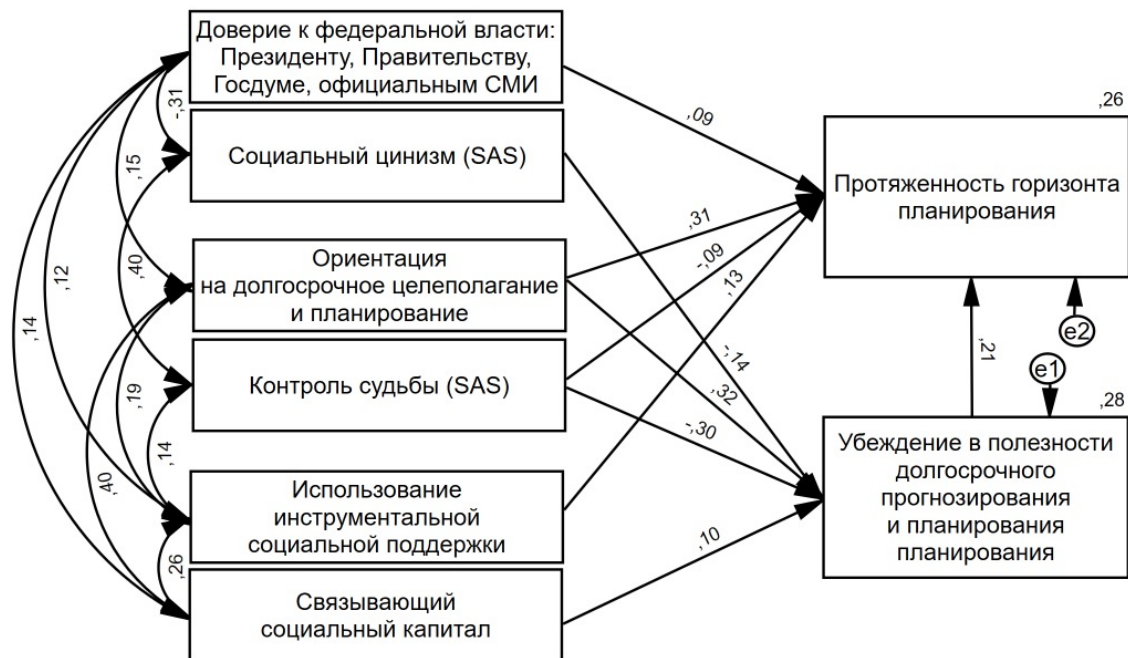 Доверие к федеральной власти:
Президенту, Правительству,
Госдуме, официальным СМИ
Социальный цинизм (SAS)
Ориентация
на долгосрочное целеполагание
и планирование
Контроль судьбы (SAS)
Использование
инструментальной
социальной поддержки
Связывающий
социальный капитал
-,31
,15
,12
,14
,40
,19
,14
,40
,26
,09
,31
-,09
,13
-,14
,32
-,30
,10
,26
Протяженность горизонта
планирования
,21
e2
e1
,28
Убеждение в полезности
долгосрочного
прогнозирования
и планирования
планирования